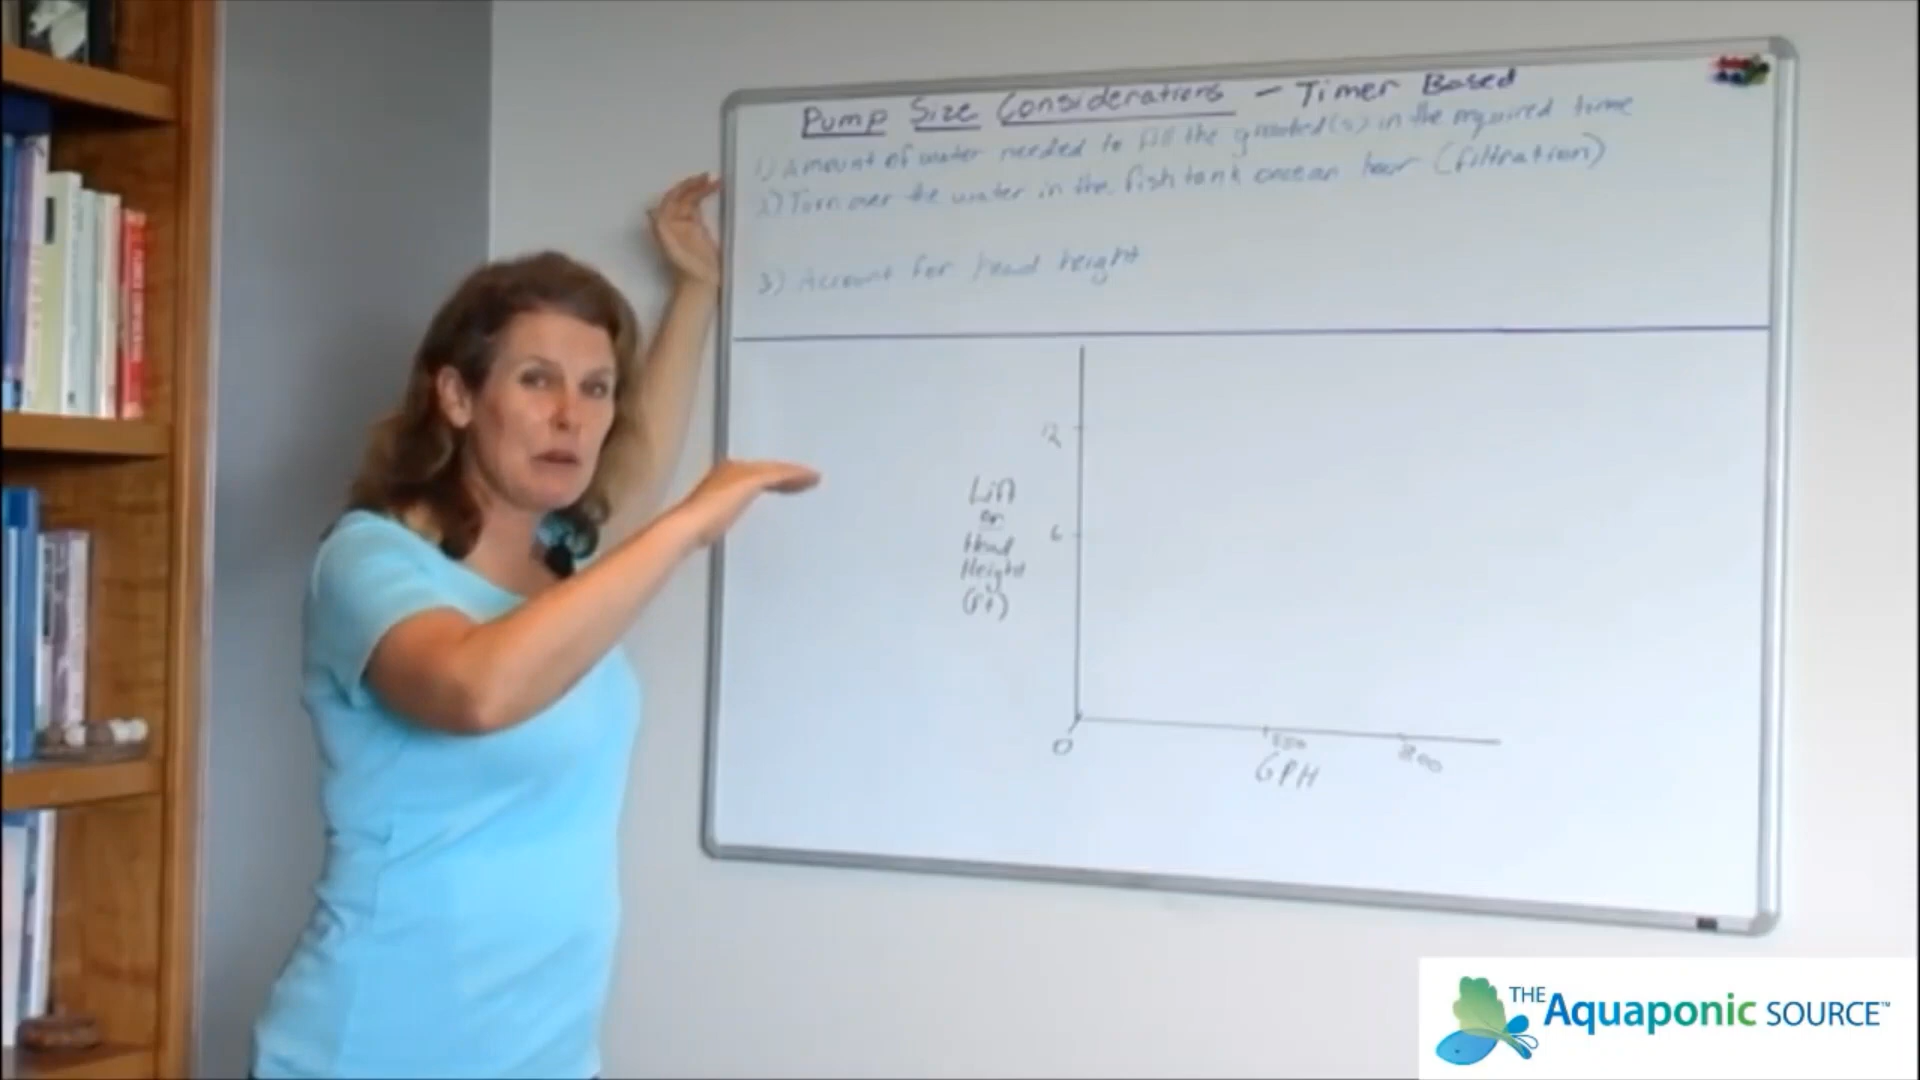 Pump Size Considerations - Timer Based
1) Amount of water needed to fill the growbed(s) in the required time
2) Turn over the water in the fish tank once an hour (filtration)
3) Account for head height
12
Lift
or
Head
Height
(ft)
6
0
800
GPH
THE Aquaponic SOURCE™